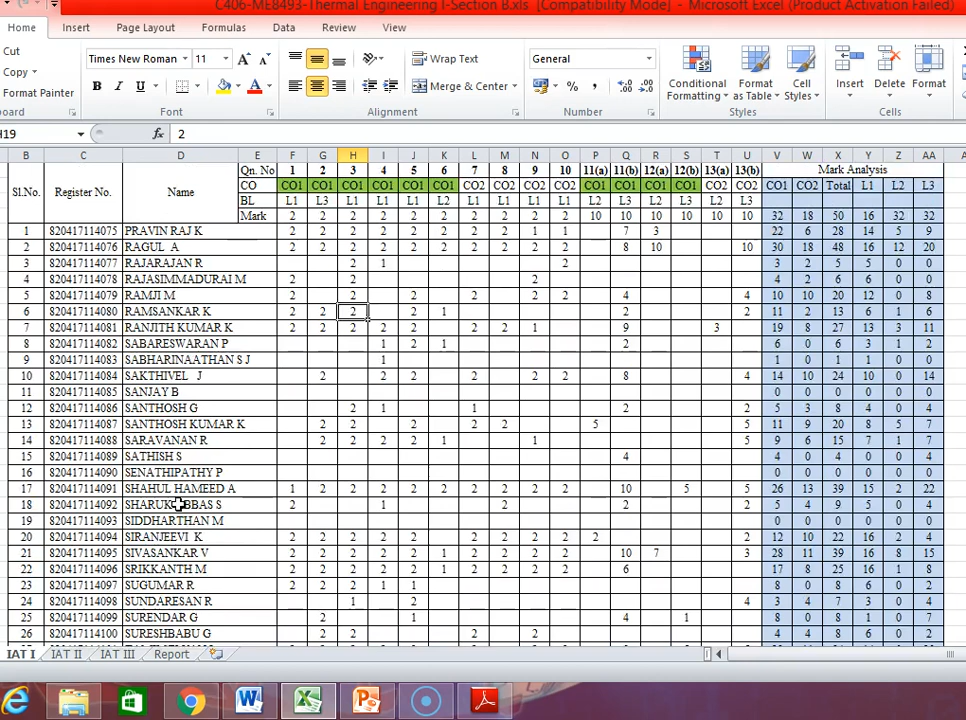 C406-ME8493-Thermal Engineering I-Section B.xls [Compatibility Mode] - Microsoft Excel (Product Activation Failed)
Home Insert Page Layout Formulas Data Review View
Cut
Copy
Format Painter
Times New Roman 11 A A
B I U
Wrap Text
Merge & Center
General
% ,
Conditional Formatting Format as Table Cell Styles Insert Delete Format
board Font Alignment Number Styles Cells
H19 fx 2
B C D E F G H I J K L M N O P Q R S T U V W X Y Z AA
Sl.No. Register No. Name Qn. No 1 2 3 4 5 6 7 8 9 10 11(a) 11(b) 12(a) 12(b) 13(a) 13(b) Mark Analysis
CO CO1 CO1 CO1 CO1 CO1 CO1 CO2 CO2 CO2 CO2 CO1 CO1 CO1 CO1 CO2 CO2 CO1 CO2 Total L1 L2 L3
BL L1 L3 L1 L1 L1 L2 L1 L1 L1 L1 L2 L3 L3 L2 L2 L3
Mark 2 2 2 2 2 2 2 2 2 2 10 10 10 10 10 10 32 18 50 16 32 32
1 820417114075 PRAVIN RAJ K 2 2 2 2 2 2 2 2 1 1 7 3 22 6 28 14 5 9
2 820417114076 RAGUL A 2 2 2 2 2 2 2 2 2 2 8 10 10 30 18 48 16 12 20
3 820417114077 RAJARAJAN R 2 1 2 3 2 5 5 0 0
4 820417114078 RAJASIMMADURAI M 2 2 2 4 2 6 6 0 0
5 820417114079 RAMJI M 2 2 2 2 2 2 4 4 10 10 20 12 0 8
6 820417114080 RAMSANKAR K 2 2 2 2 1 2 2 11 2 13 6 1 6
7 820417114081 RANJITH KUMAR K 2 2 2 2 2 2 2 1 9 3 19 8 27 13 3 11
8 820417114082 SABARESWARAN P 1 2 1 2 6 0 6 3 1 2
9 820417114083 SABHARINAATHAN S J 1 1 0 1 1 0 0
10 820417114084 SAKTHIVEL J 2 2 2 2 2 2 8 4 14 10 24 10 0 14
11 820417114085 SANJAY B 0 0 0 0 0 0
12 820417114086 SANTHOSH G 2 1 1 2 2 5 3 8 4 0 4
13 820417114087 SANTHOSH KUMAR K 2 2 2 2 2 5 5 11 9 20 8 5 7
14 820417114088 SARAVANAN R 2 2 2 2 1 1 5 9 6 15 7 1 7
15 820417114089 SATHISH S 4 4 0 4 0 0 4
16 820417114090 SENATHIPATHY P 0 0 0 0 0 0
17 820417114091 SHAHUL HAMEED A 1 2 2 2 2 2 2 2 2 2 10 5 5 26 13 39 15 2 22
18 820417114092 SHARUK BBAS S 2 1 2 2 2 5 4 9 5 0 4
19 820417114093 SIDDHARTHAN M 0 0 0 0 0 0
20 820417114094 SIRANJEEVI K 2 2 2 2 2 2 2 2 2 2 2 12 10 22 16 2 4
21 820417114095 SIVASANKAR V 2 2 2 2 2 1 2 2 2 2 10 7 3 28 11 39 16 8 15
22 820417114096 SRIKKANTH M 2 2 2 2 2 1 2 2 2 2 6 17 8 25 16 1 8
23 820417114097 SUGUMAR R 2 2 2 1 1 8 0 8 6 0 2
24 820417114098 SUNDARESAN R 1 2 4 3 4 7 3 0 4
25 820417114099 SURENDAR G 2 1 4 1 8 0 8 1 0 7
26 820417114100 SURESHBABU G 2 2 2 2 4 4 8 6 0 2
IAT I IAT II IAT III Report